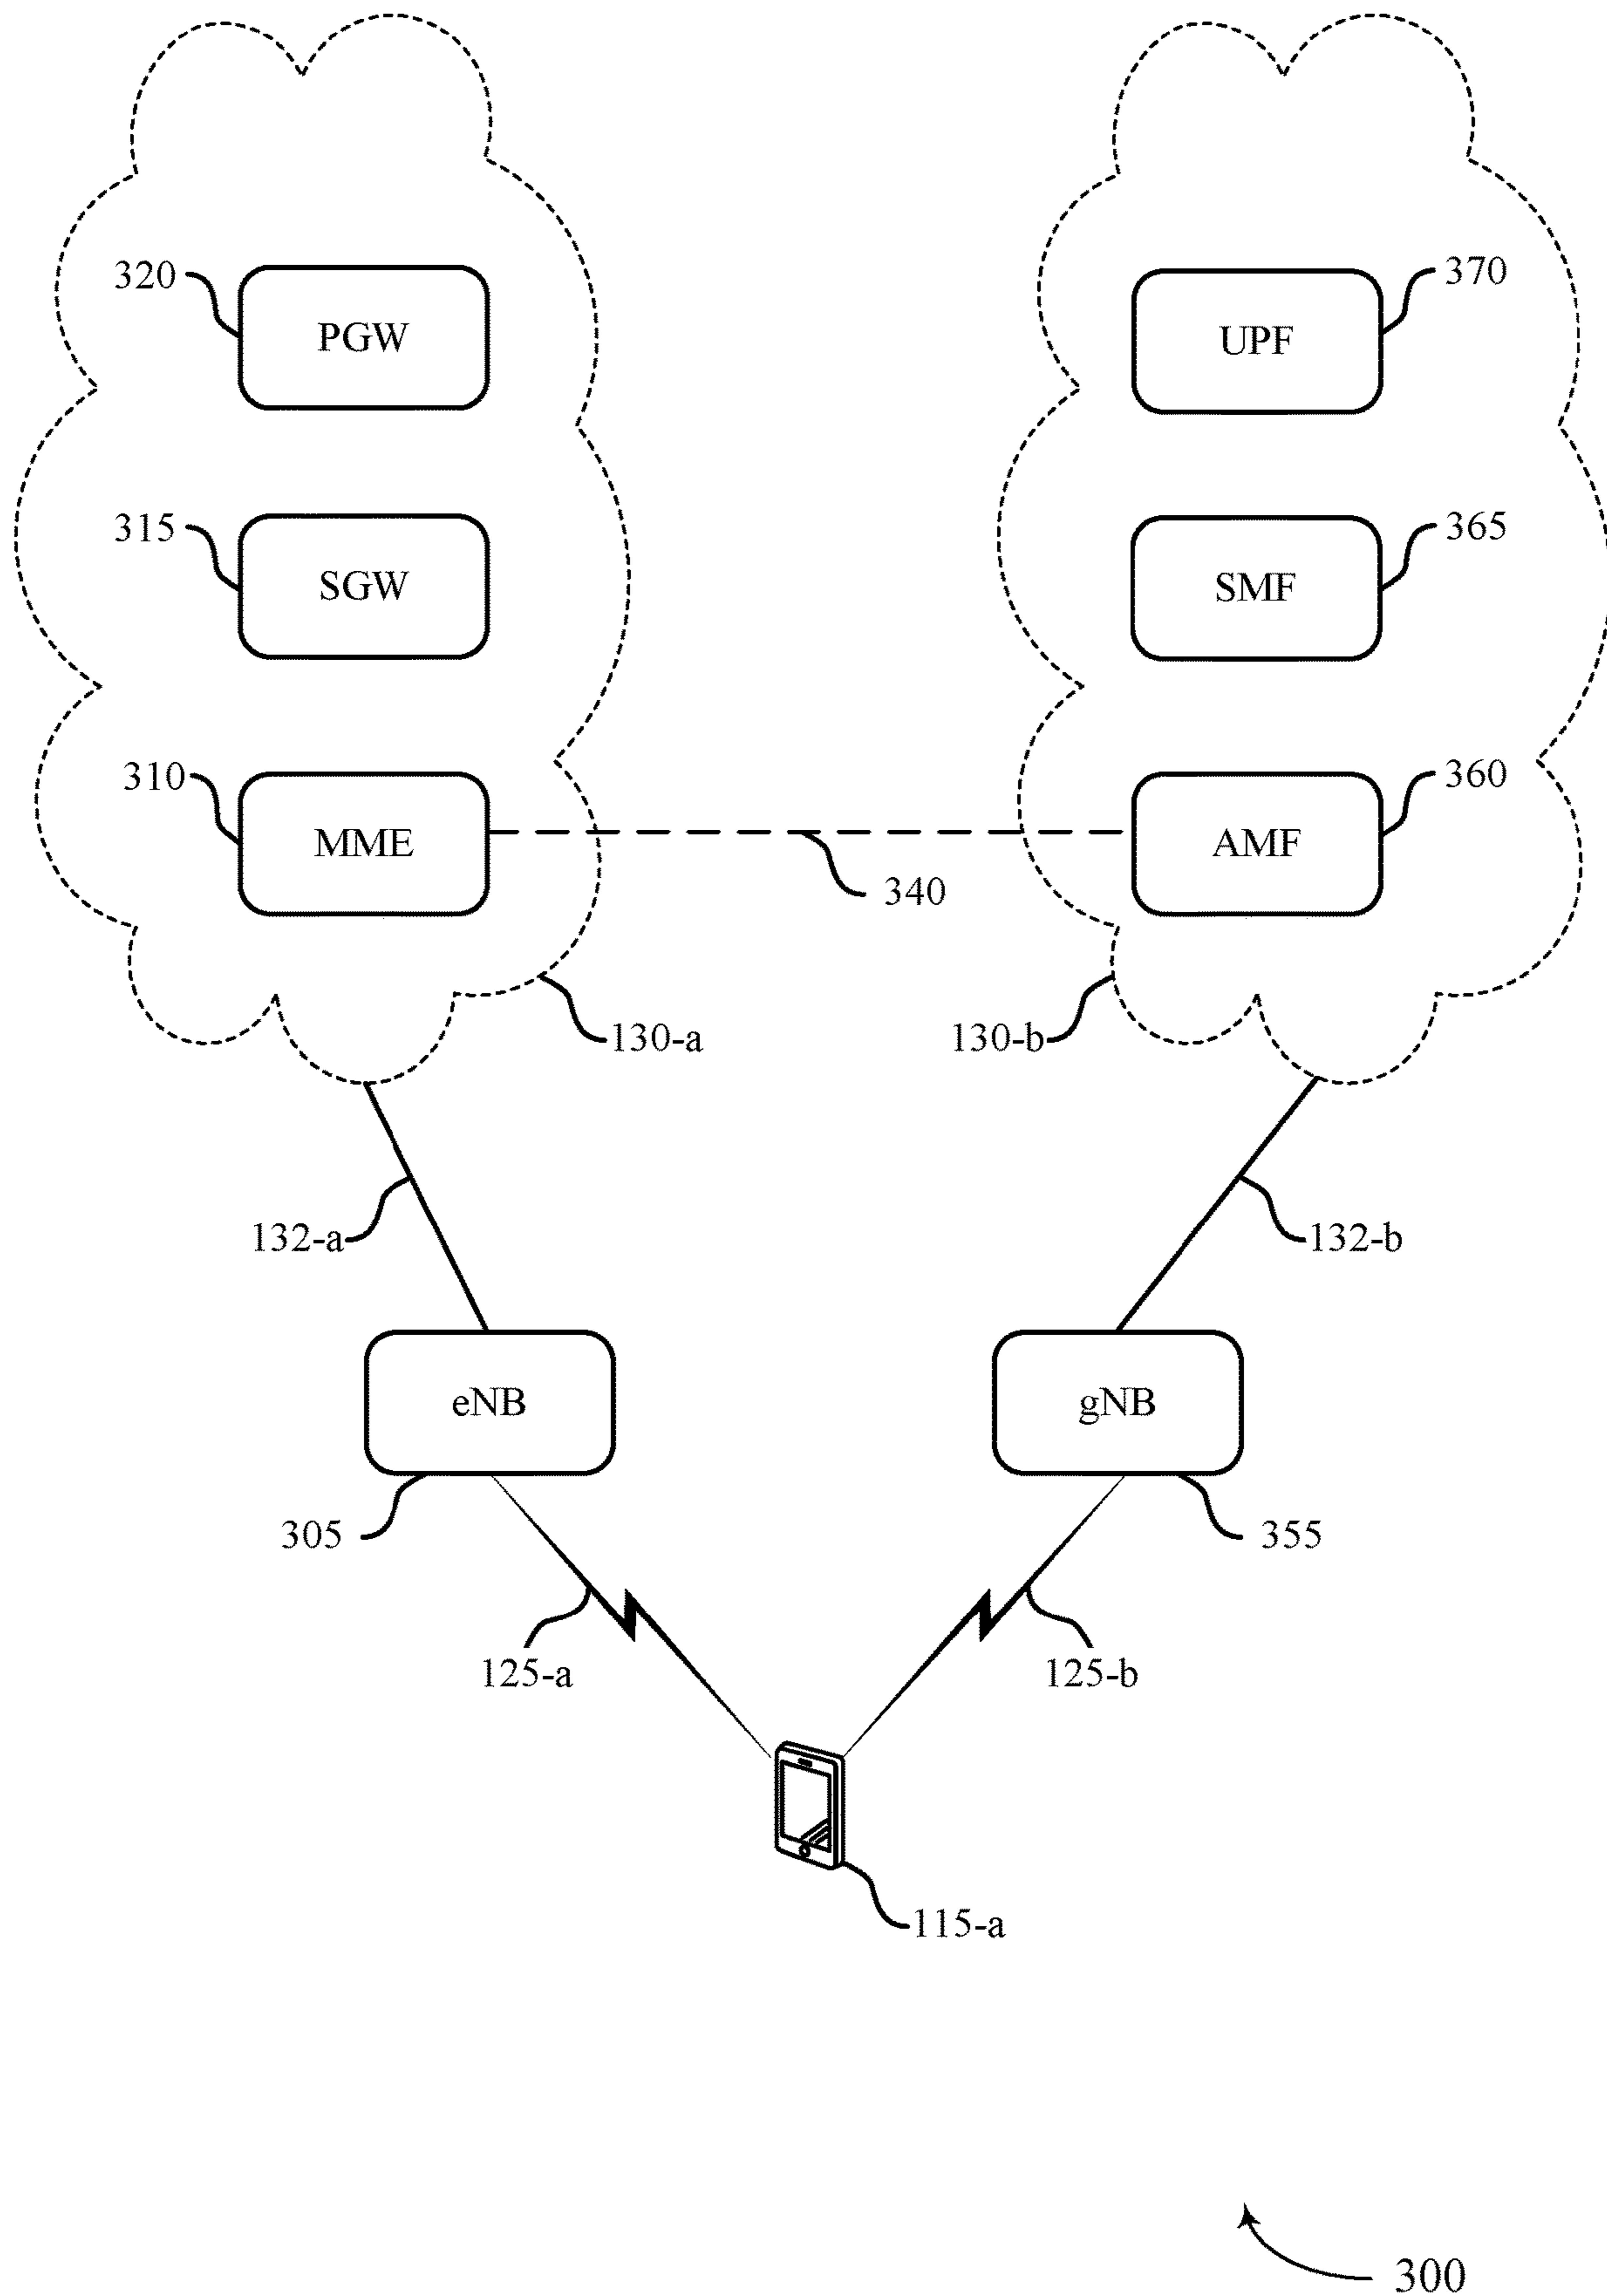 320
PGW
UPF
370
315
SGW
SMF
365
310
MME
AMF
360
340
130-a
130-b
132-a
132-b
eNB
gNB
305
355
125-a
125-b
115-a
300